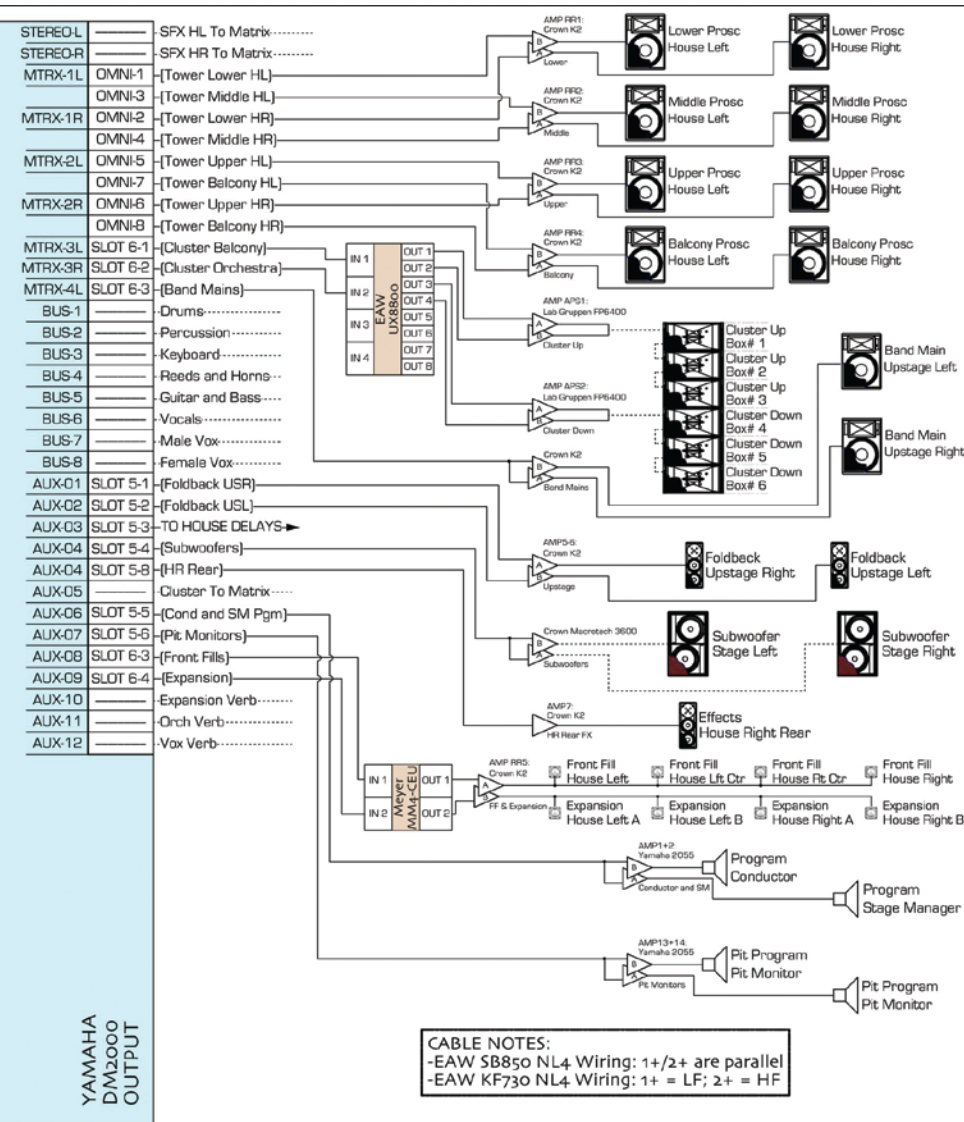 STEREO-L SFX HL To Matrix
STEREO-R SFX HR To Matrix
MTRX-1L OMNI-1 (Tower Lower HL)
OMNI-3 (Tower Middle HL)
MTRX-1R OMNI-2 (Tower Lower HR)
OMNI-4 (Tower Middle HR)
MTRX-2L OMNI-5 (Tower Upper HL)
OMNI-7 (Tower Balcony HL)
MTRX-2R OMNI-6 (Tower Upper HR)
OMNI-8 (Tower Balcony HR)
MTRX-3L SLOT 6-1 (Cluster Balcony)
MTRX-3R SLOT 6-2 (Cluster Orchestra)
MTRX-4L SLOT 6-3 (Band Mains)
BUS-1 Drums
BUS-2 Percussion
BUS-3 Keyboard
BUS-4 Reeds and Horns
BUS-5 Guitar and Bass
BUS-6 Vocals
BUS-7 Male Vox
BUS-8 Female Vox
AUX-01 SLOT 5-1 (Foldback USR)
AUX-02 SLOT 5-2 (Foldback USL)
AUX-03 SLOT 5-3 TO HOUSE DELAYS
AUX-04 SLOT 5-4 (Subwoofers)
AUX-04 SLOT 5-8 (HR Rear)
AUX-05 Cluster To Matrix
AUX-06 SLOT 5-5 (Cond and SM Pgm)
AUX-07 SLOT 5-6 (Pit Monitors)
AUX-08 SLOT 6-3 (Front Fills)
AUX-09 SLOT 6-4 (Expansion)
AUX-10 Expansion Verb
AUX-11 Orch Verb
AUX-12 Vox Verb
YAMAHA
DM2000
OUTPUT
IN 1
IN 2
IN 3
IN 4
EAW
UX8800
OUT 1
OUT 2
OUT 3
OUT 4
OUT 5
OUT 6
OUT 7
OUT 8
AMP RR1:
Crown K2
B
A
Lower
Lower Prosc
House Left
Lower Prosc
House Right
AMP RR2:
Crown K2
B
A
Middle
Middle Prosc
House Left
Middle Prosc
House Right
AMP RR3:
Crown K2
B
A
Upper
Upper Prosc
House Left
Upper Prosc
House Right
AMP RR4:
Crown K2
B
A
Balcony
Balcony Prosc
House Left
Balcony Prosc
House Right
AMP APS1:
Lab Gruppen FP6400
A
B
Cluster Up
Cluster Up
Box# 1
Cluster Up
Box# 2
Cluster Up
Box# 3
AMP APS2:
Lab Gruppen FP6400
A
B
Cluster Down
Cluster Down
Box# 4
Cluster Down
Box# 5
Cluster Down
Box# 6
Crown K2
B
A
Band Mains
Band Main
Upstage Left
Band Main
Upstage Right
AMP5-6:
Crown K2
A
B
Upstage
Foldback
Upstage Right
Foldback
Upstage Left
Crown Macrotech 3600
B
A
Subwoofers
Subwoofer
Stage Left
Subwoofer
Stage Right
AMP7:
Crown K2
HR Rear FX
Effects
House Right Rear
IN 1
IN 2
Meyer
MM4-CEU
OUT 1
OUT 2
AMP RR5:
Crown K2
A
B
FF & Expansion
Front Fill
House Left
Front Fill
House Lft Ctr
Front Fill
House Rt Ctr
Front Fill
House Right
Expansion
House Left A
Expansion
House Left B
Expansion
House Right A
Expansion
House Right B
AMP1+2:
Yamaha 2055
B
A
Conductor and SM
Program
Conductor
Program
Stage Manager
AMP13+14:
Yamaha 2055
B
A
Pit Monitors
Pit Program
Pit Monitor
Pit Program
Pit Monitor
CABLE NOTES:
-EAW SB850 NL4 Wiring: 1+/2+ are parallel
-EAW KF730 NL4 Wiring: 1+ = LF; 2+ = HF